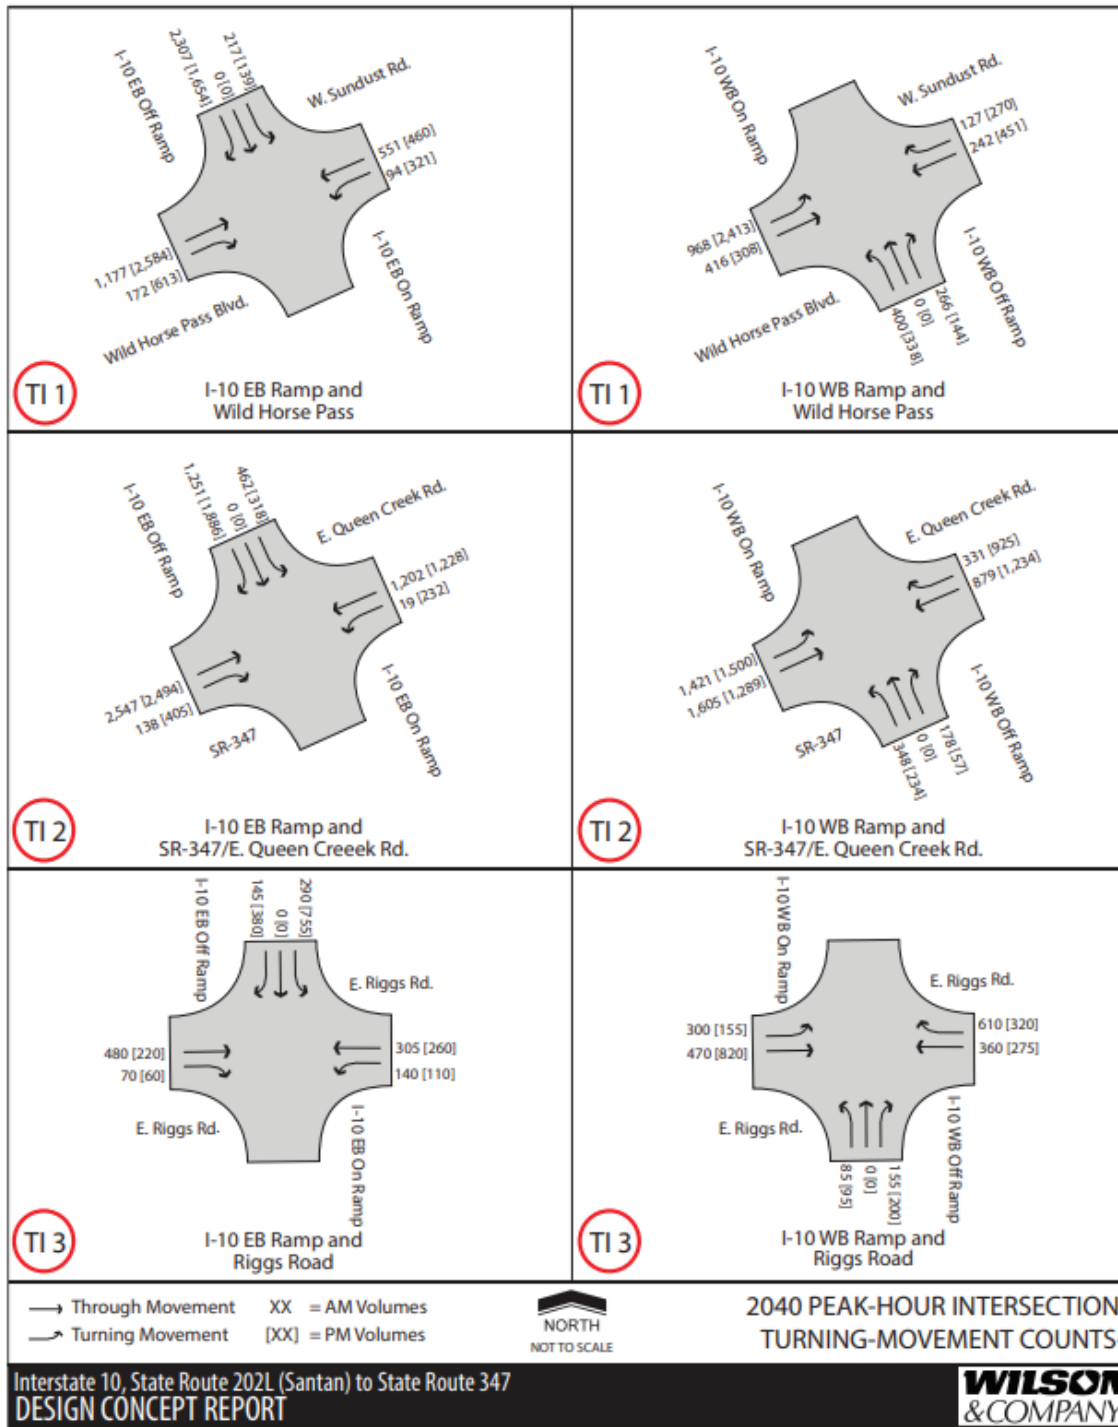 2,307 [1,654]
0 [0]
217 [139]
I-10 EB Off Ramp
W. Sundust Rd.
551 [460]
94 [321]
1,177 [2,584]
172 [613]
Wild Horse Pass Blvd.
I-10 EB On Ramp
TI 1
I-10 EB Ramp and
Wild Horse Pass
I-10 WB On Ramp
W. Sundust Rd.
127 [270]
242 [451]
968 [2,413]
416 [308]
Wild Horse Pass Blvd.
400 [338]
0 [0]
266 [144]
I-10 WB Off Ramp
TI 1
I-10 WB Ramp and
Wild Horse Pass
1,251 [1,886]
0 [0]
462 [318]
I-10 EB Off Ramp
E. Queen Creek Rd.
1,202 [1,228]
19 [232]
2,547 [2,494]
138 [405]
SR-347
I-10 EB On Ramp
TI 2
I-10 EB Ramp and
SR-347/E. Queen Creeek Rd.
I-10 WB On Ramp
E. Queen Creek Rd.
331 [925]
879 [1,234]
1,421 [1,500]
1,605 [1,289]
SR-347
348 [234]
0 [0]
178 [57]
I-10 WB Off Ramp
TI 2
I-10 WB Ramp and
SR-347/E. Queen Creek Rd.
I-10 EB Off Ramp
145 [380]
0 [0]
290 [755]
E. Riggs Rd.
480 [220]
70 [60]
305 [260]
140 [110]
E. Riggs Rd.
I-10 EB On Ramp
TI 3
I-10 EB Ramp and
Riggs Road
I-10 WB On Ramp
E. Riggs Rd.
300 [155]
470 [820]
610 [320]
360 [275]
E. Riggs Rd.
85 [95]
0 [0]
155 [200]
I-10 WB Off Ramp
TI 3
I-10 WB Ramp and
Riggs Road
Through Movement XX = AM Volumes
Turning Movement [XX] = PM Volumes
NORTH
NOT TO SCALE
2040 PEAK-HOUR INTERSECTION
TURNING-MOVEMENT COUNTS
Interstate 10, State Route 202L (Santan) to State Route 347
DESIGN CONCEPT REPORT
WILSON
&COMPANY